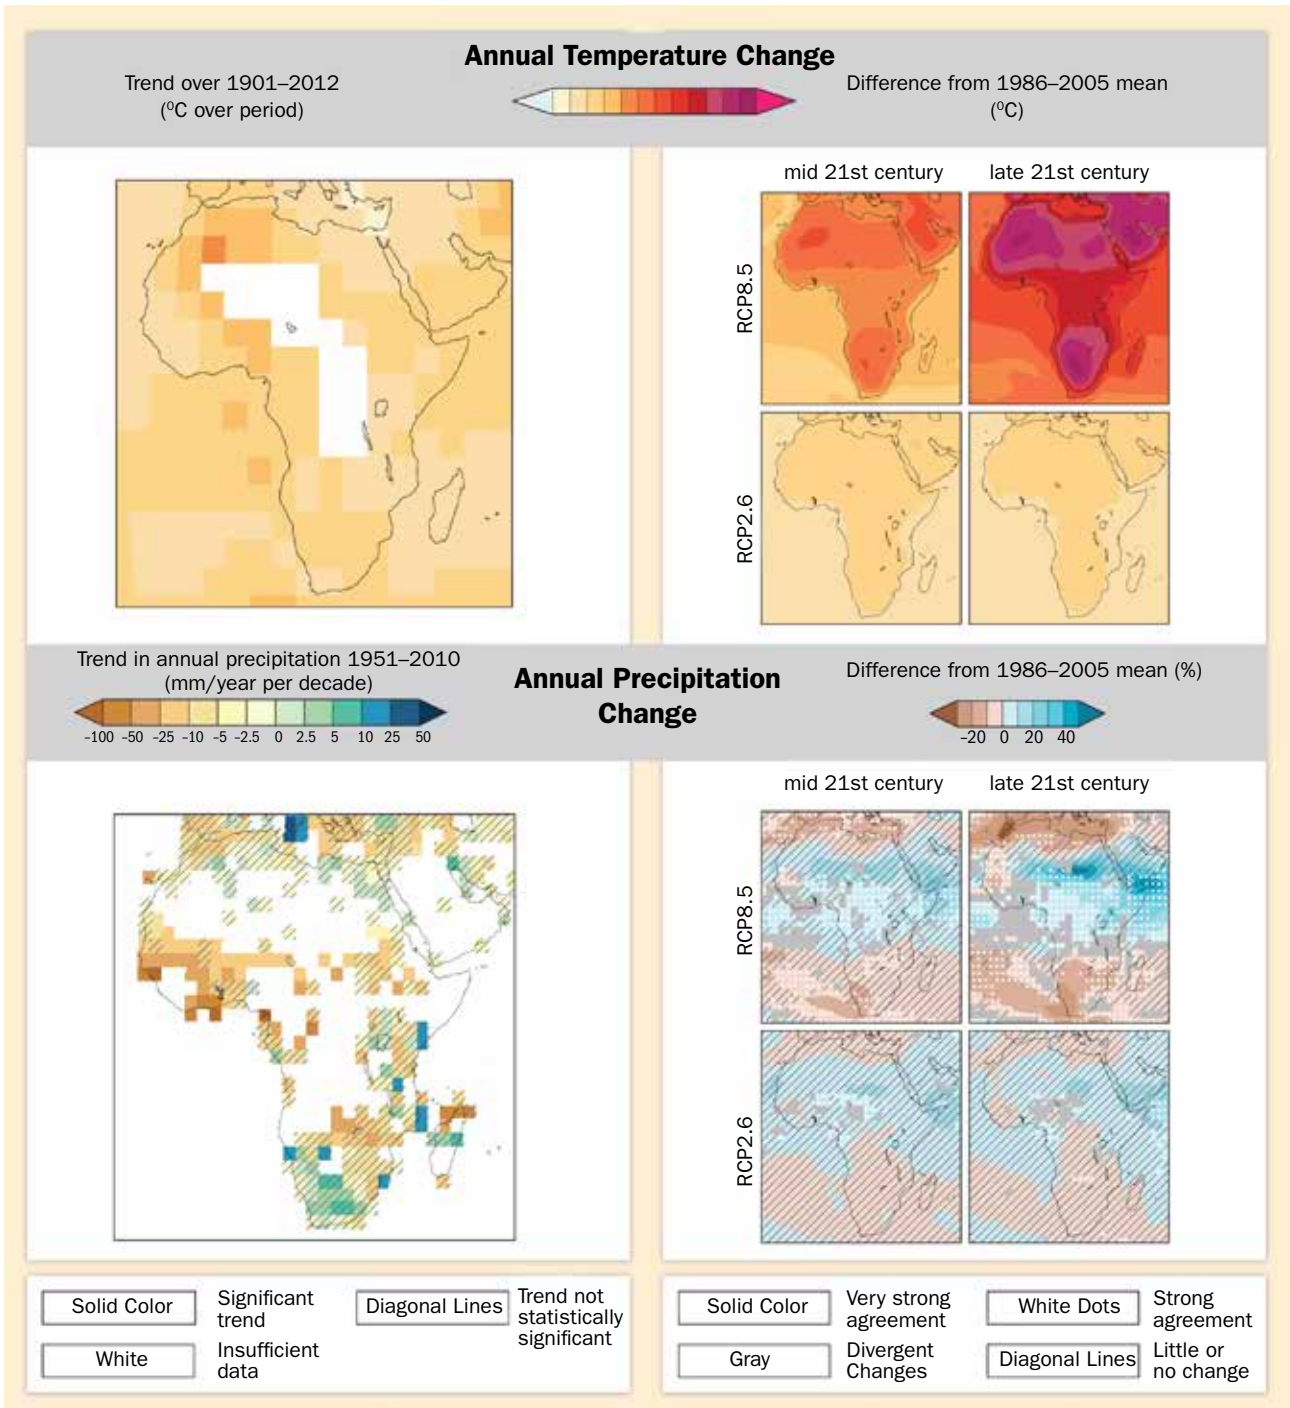 Annual Temperature Change
Trend over 1901–2012
(⁰C over period)
Difference from 1986–2005 mean
(⁰C)
mid 21st century
late 21st century
RCP8.5
RCP2.6
Trend in annual precipitation 1951–2010
(mm/year per decade)
–100 –50 –25 –10 –5 –2.5 0 2.5 5 10 25 50
Annual Precipitation
Change
Difference from 1986–2005 mean (%)
–20 0 20 40
mid 21st century
late 21st century
RCP8.5
RCP2.6
Solid Color
Significant
trend
Diagonal Lines
Trend not
statistically
significant
White
Insufficient
data
Solid Color
Very strong
agreement
White Dots
Strong
agreement
Gray
Divergent
Changes
Diagonal Lines
Little or
no change